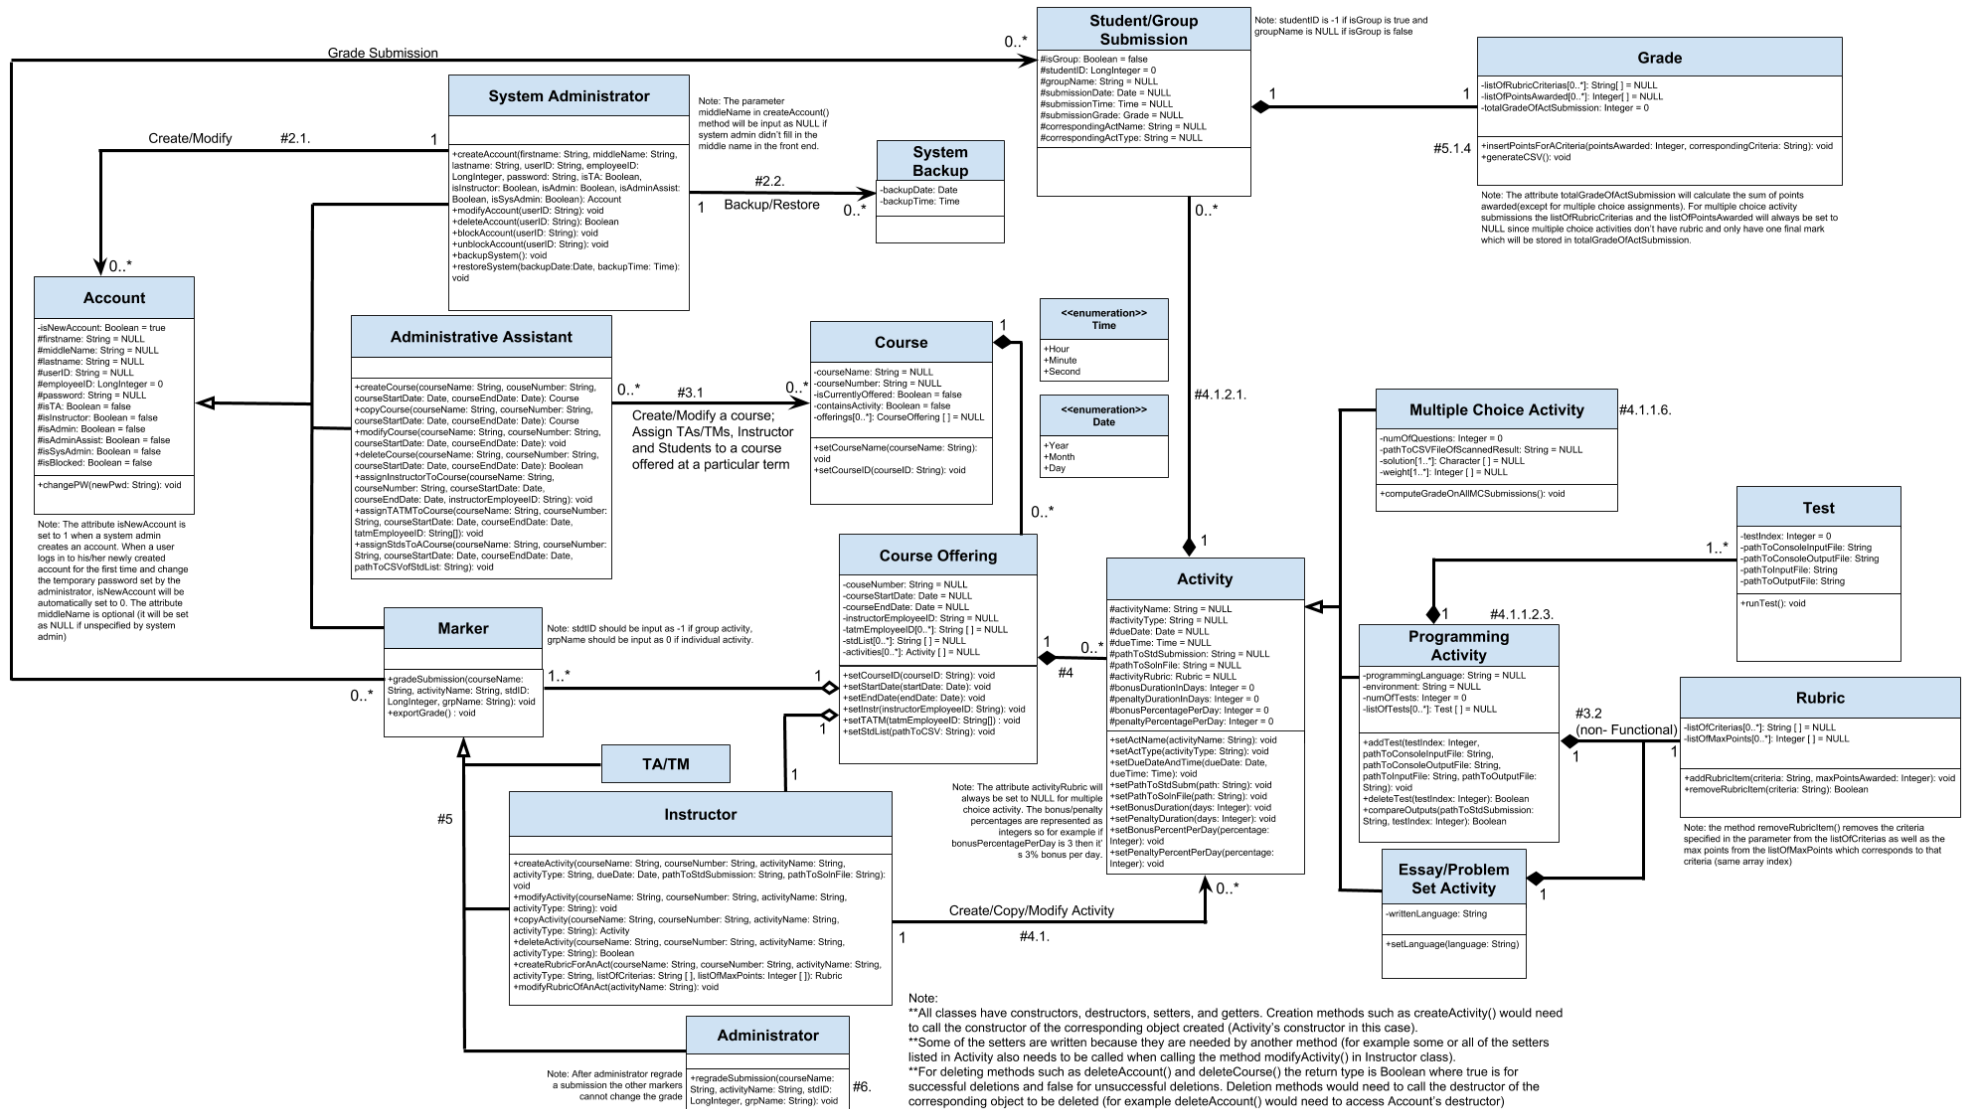 Grade Submission
0..*
Student/Group
Submission
#isGroup: Boolean = false
#studentID: LongInteger = 0
#groupName: String = NULL
#submissionDate: Date = NULL
#submissionTime: Time = NULL
#submissionGrade: Grade = NULL
#correspondingActName: String = NULL
#correspondingActType: String = NULL
Note: studentID is -1 if isGroup is true and
groupName is NULL if isGroup is false
Grade
-listOfRubricCriterias[0..*]: String[ ] = NULL
-listOfPointsAwarded[0..*]: Integer[ ] = NULL
-totalGradeOfActSubmission: Integer = 0
+insertPointsForACriteria(pointsAwarded: Integer, correspondingCriteria: String): void
+generateCSV(): void
1
1
#5.1.4
Note: The attribute totalGradeOfActSubmission will calculate the sum of points
awarded(except for multiple choice assignments). For multiple choice activity
submissions the listOfRubricCriterias and the listOfPointsAwarded will always be set to
NULL since multiple choice activities don't have rubric and only have one final mark
which will be stored in totalGradeOfActSubmission.
System Administrator
+createAccount(firstname: String, middleName: String,
lastname: String, userID: String, employeeID:
LongInteger, password: String, isTA: Boolean,
isInstructor: Boolean, isAdmin: Boolean, isAdminAssist:
Boolean, isSysAdmin: Boolean): Account
+modifyAccount(userID: String): void
+deleteAccount(userID: String): Boolean
+blockAccount(userID: String): void
+unblockAccount(userID: String): void
+backupSystem(): void
+restoreSystem(backupDate:Date, backupTime: Time):
void
Note: The parameter
middleName in createAccount()
method will be input as NULL if
system admin didn't fill in the
middle name in the front end.
Create/Modify
#2.1.
1
0..*
System
Backup
-backupDate: Date
-backupTime: Time
#2.2.
1
Backup/Restore
0..*
Account
-isNewAccount: Boolean = true
#firstname: String = NULL
#middleName: String = NULL
#lastname: String = NULL
#userID: String = NULL
#employeeID: LongInteger = 0
#password: String = NULL
#isTA: Boolean = false
#isInstructor: Boolean = false
#isAdmin: Boolean = false
#isAdminAssist: Boolean = false
#isSysAdmin: Boolean = false
#isBlocked: Boolean = false
+changePW(newPwd: String): void
Note: The attribute isNewAccount is
set to 1 when a system admin
creates an account. When a user
logs in to his/her newly created
account for the first time and change
the temporary password set by the
administrator, isNewAccount will be
automatically set to 0. The attribute
middleName is optional (it will be set
as NULL if unspecified by system
admin)
Administrative Assistant
+createCourse(courseName: String, couseNumber: String,
courseStartDate: Date, courseEndDate: Date): Course
+copyCourse(courseName: String, courseNumber: String,
courseStartDate: Date, courseEndDate: Date): Course
+modifyCourse(courseName: String, courseNumber: String,
courseStartDate: Date, courseEndDate: Date): void
+deleteCourse(courseName: String, courseNumber: String,
courseStartDate: Date, courseEndDate: Date): Boolean
+assignInstructorToCourse(courseName: String,
courseNumber: String, courseStartDate: Date,
courseEndDate: Date, instructorEmployeeID: String): void
+assignTATMToCourse(courseName: String, courseNumber:
String, courseStartDate: Date, courseEndDate: Date,
tatmEmployeeID: String[]): void
+assignStdsToACourse(courseName: String, courseNumber:
String, courseStartDate: Date, courseEndDate: Date,
pathToCSVofStdList: String): void
0..*
#3.1
0..*
Create/Modify a course;
Assign TAs/TMs, Instructor
and Students to a course
offered at a particular term
Course
-courseName: String = NULL
-courseNumber: String = NULL
-isCurrentlyOffered: Boolean = false
-containsActivity: Boolean = false
-offerings[0..*]: CourseOffering [ ] = NULL
+setCourseName(courseName: String):
void
+setCourseID(courseID: String): void
1
0..*
<<enumeration>>
Time
+Hour
+Minute
+Second
<<enumeration>>
Date
+Year
+Month
+Day
0..*
#4.1.2.1.
1
Multiple Choice Activity
-numOfQuestions: Integer = 0
-pathToCSVFileOfScannedResult: String = NULL
-solution[1..*]: Character [ ] = NULL
-weight[1..*]: Integer [ ] = NULL
+computeGradeOnAllMCSubmissions(): void
#4.1.1.6.
Test
-testIndex: Integer = 0
-pathToConsoleInputFile: String
-pathToConsoleOutputFile: String
-pathToInputFile: String
-pathToOutputFile: String
+runTest(): void
1..*
1
#4.1.1.2.3.
Course Offering
-couseNumber: String = NULL
-courseStartDate: Date = NULL
-courseEndDate: Date = NULL
-instructorEmployeeID: String = NULL
-tatmEmployeeID[0..*]: String [ ] = NULL
-stdList[0..*]: String [ ] = NULL
-activities[0..*]: Activity [ ] = NULL
+setCourseID(courseID: String): void
+setStartDate(startDate: Date): void
+setEndDate(endDate: Date): void
+setInstr(instructorEmployeeID: String): void
+setTATM(tatmEmployeeID: String[]) : void
+setStdList(pathToCSV: String): void
1
0..*
#4
Activity
#activityName: String = NULL
#activityType: String = NULL
#dueDate: Date = NULL
#dueTime: Time = NULL
#pathToStdSubmission: String = NULL
#pathToSolnFile: String = NULL
#activityRubric: Rubric = NULL
#bonusDurationInDays: Integer = 0
#penaltyDurationInDays: Integer = 0
#bonusPercentagePerDay: Integer = 0
#penaltyPercentagePerDay: Integer = 0
+setActName(activityName: String): void
+setActType(activityType: String): void
+setDueDateAndTime(dueDate: Date,
dueTime: Time): void
+setPathToStdSubm(path: String): void
+setPathToSolnFile(path: String): void
+setBonusDuration(days: Integer): void
+setPenaltyDuration(days: Integer): void
+setBonusPercentPerDay(percentage:
Integer): void
+setPenaltyPercentPerDay(percentage:
Integer): void
Note: The attribute activityRubric will
always be set to NULL for multiple
choice activity. The bonus/penalty
percentages are represented as
integers so for example if
bonusPercentagePerDay is 3 then it'
s 3% bonus per day.
Programming
Activity
-programmingLanguage: String = NULL
-environment: String = NULL
-numOfTests: Integer = 0
-listOfTests[0..*]: Test [ ] = NULL
+addTest(testIndex: Integer,
pathToConsoleInputFile: String,
pathToConsoleOutputFile: String,
pathToInputFile: String, pathToOutputFile:
String): void
+deleteTest(testIndex: Integer): Boolean
+compareOutputs(pathToStdSubmission:
String, testIndex: Integer): Boolean
#3.2
(non- Functional)
1
1
Rubric
-listOfCriterias[0..*]: String [ ] = NULL
-listOfMaxPoints[0..*]: Integer [ ] = NULL
+addRubricItem(criteria: String, maxPointsAwarded: Integer): void
+removeRubricItem(criteria: String): Boolean
Note: the method removeRubricItem() removes the criteria
specified in the parameter from the listOfCriterias as well as the
max points from the listOfMaxPoints which corresponds to that
criteria (same array index)
Essay/Problem
Set Activity
-writtenLanguage: String
+setLanguage(language: String)
1
Marker
+gradeSubmission(courseName:
String, activityName: String, stdID:
LongInteger, grpName: String): void
+exportGrade() : void
Note: stdtID should be input as -1 if group activity,
grpName should be input as 0 if individual activity.
0..*
1..*
1
1
1
TA/TM
#5
Instructor
+createActivity(courseName: String, courseNumber: String, activityName: String,
activityType: String, dueDate: Date, pathToStdSubmission: String, pathToSolnFile: String):
void
+modifyActivity(courseName: String, courseNumber: String, activityName: String,
activityType: String): void
+copyActivity(courseName: String, courseNumber: String, activityName: String,
activityType: String): Activity
+deleteActivity(courseName: String, courseNumber: String, activityName: String,
activityType: String): Boolean
+createRubricForAnAct(courseName: String, courseNumber: String, activityName: String,
activityType: String, listOfCriterias: String [ ], listOfMaxPoints: Integer [ ]): Rubric
+modifyRubricOfAnAct(activityName: String): void
Create/Copy/Modify Activity
1
#4.1.
0..*
Administrator
+regradeSubmission(courseName:
String, activityName: String, stdID:
LongInteger, grpName: String): void
#6.
Note: After administrator regrade
a submission the other markers
cannot change the grade
Note:
**All classes have constructors, destructors, setters, and getters. Creation methods such as createActivity() would need
to call the constructor of the corresponding object created (Activity's constructor in this case).
**Some of the setters are written because they are needed by another method (for example some or all of the setters
listed in Activity also needs to be called when calling the method modifyActivity() in Instructor class).
**For deleting methods such as deleteAccount() and deleteCourse() the return type is Boolean where true is for
successful deletions and false for unsuccessful deletions. Deletion methods would need to call the destructor of the
corresponding object to be deleted (for example deleteAccount() would need to access Account's destructor)